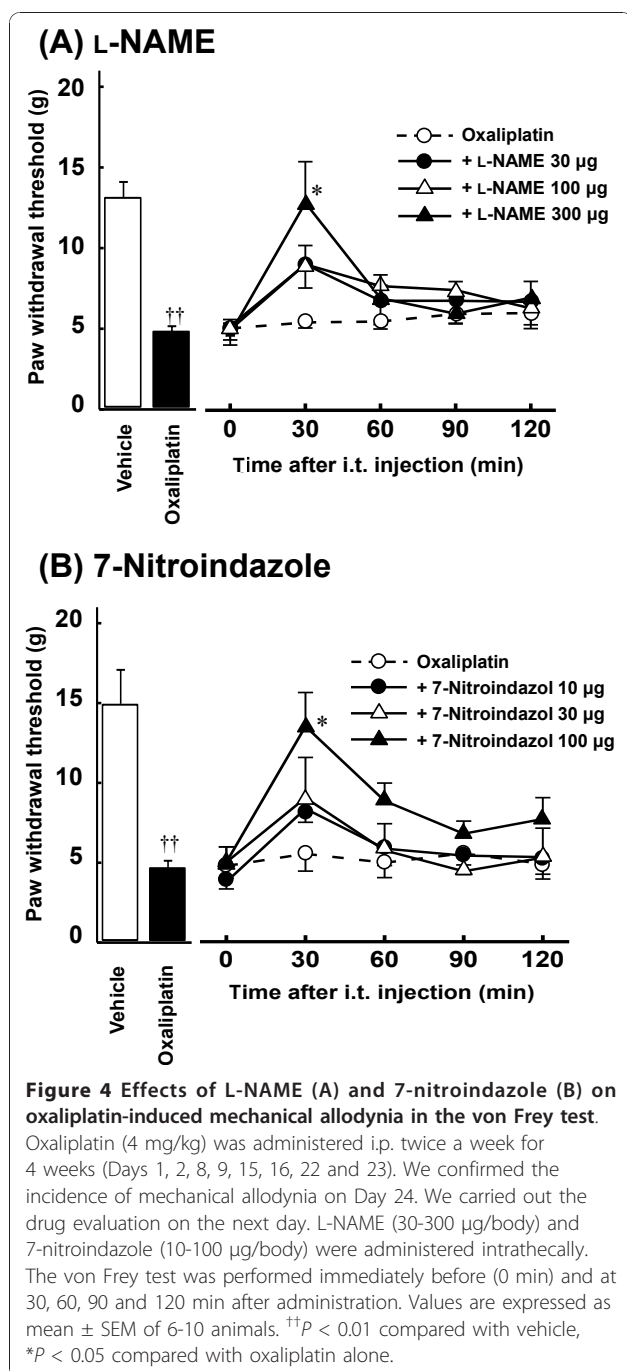 (A) L-NAME
20
15
10
5
0
Paw withdrawal threshold (g)
Oxaliplatin
+ L-NAME 30 µg
+ L-NAME 100 µg
+ L-NAME 300 µg
*
††
0 30 60 90 120
Time after i.t. injection (min)
Vehicle
Oxaliplatin
(B) 7-Nitroindazole
20
15
10
5
0
Paw withdrawal threshold (g)
Oxaliplatin
+ 7-Nitroindazol 10 µg
+ 7-Nitroindazol 30 µg
+ 7-Nitroindazol 100 µg
*
††
0 30 60 90 120
Time after i.t. injection (min)
Vehicle
Oxaliplatin
Figure 4 Effects of L-NAME (A) and 7-nitroindazole (B) on
oxaliplatin-induced mechanical allodynia in the von Frey test.
Oxaliplatin (4 mg/kg) was administered i.p. twice a week for
4 weeks (Days 1, 2, 8, 9, 15, 16, 22 and 23). We confirmed the
incidence of mechanical allodynia on Day 24. We carried out the
drug evaluation on the next day. L-NAME (30-300 µg/body) and
7-nitroindazole (10-100 µg/body) were administered intrathecally.
The von Frey test was performed immediately before (0 min) and at
30, 60, 90 and 120 min after administration. Values are expressed as
mean ± SEM of 6-10 animals. ††P < 0.01 compared with vehicle,
*P < 0.05 compared with oxaliplatin alone.